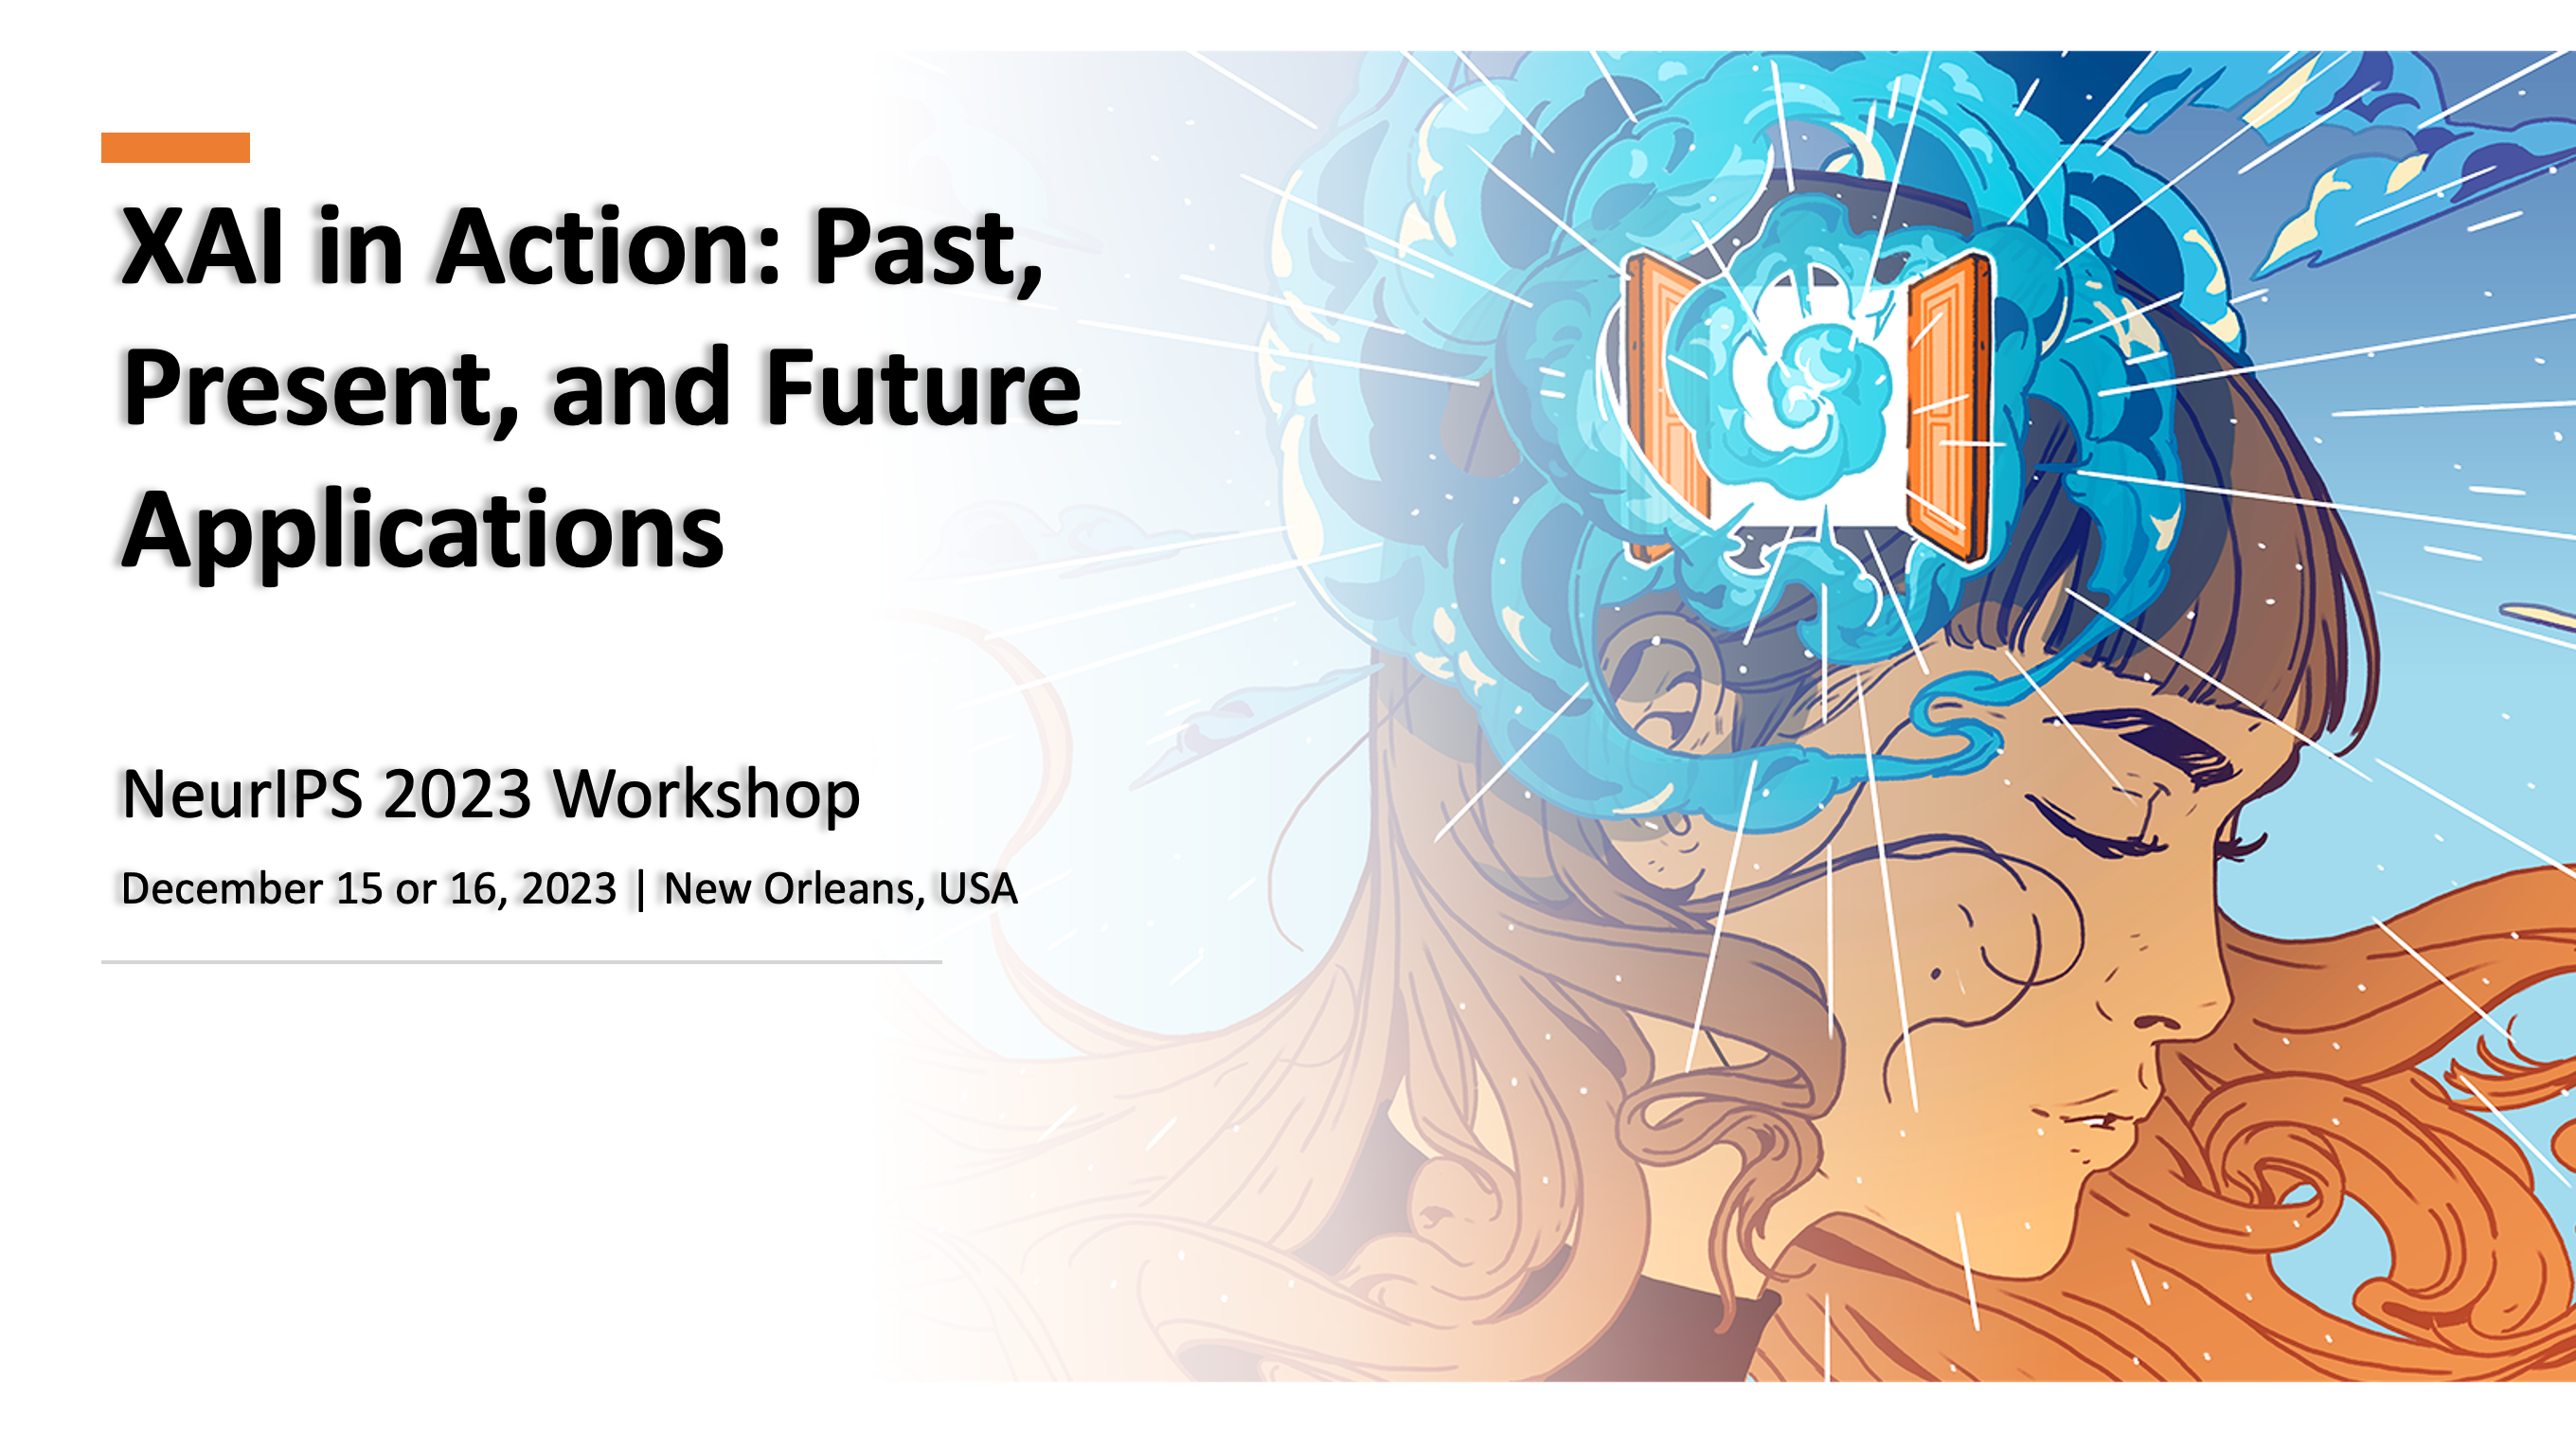 XAI in Action: Past,
Present, and Future
Applications
NeurIPS 2023 Workshop
December 15 or 16, 2023 | New Orleans, USA